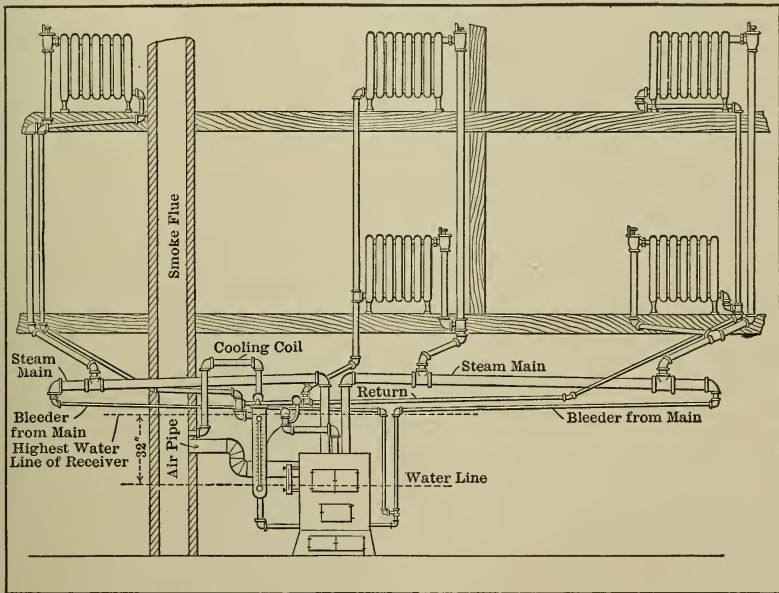 Smoke Flue
Cooling Coil
Steam
Main
Steam Main
Return
Bleeder
from Main
Highest Water
Line of Receiver
Bleeder from Main
32"
Air Pipe
Water Line